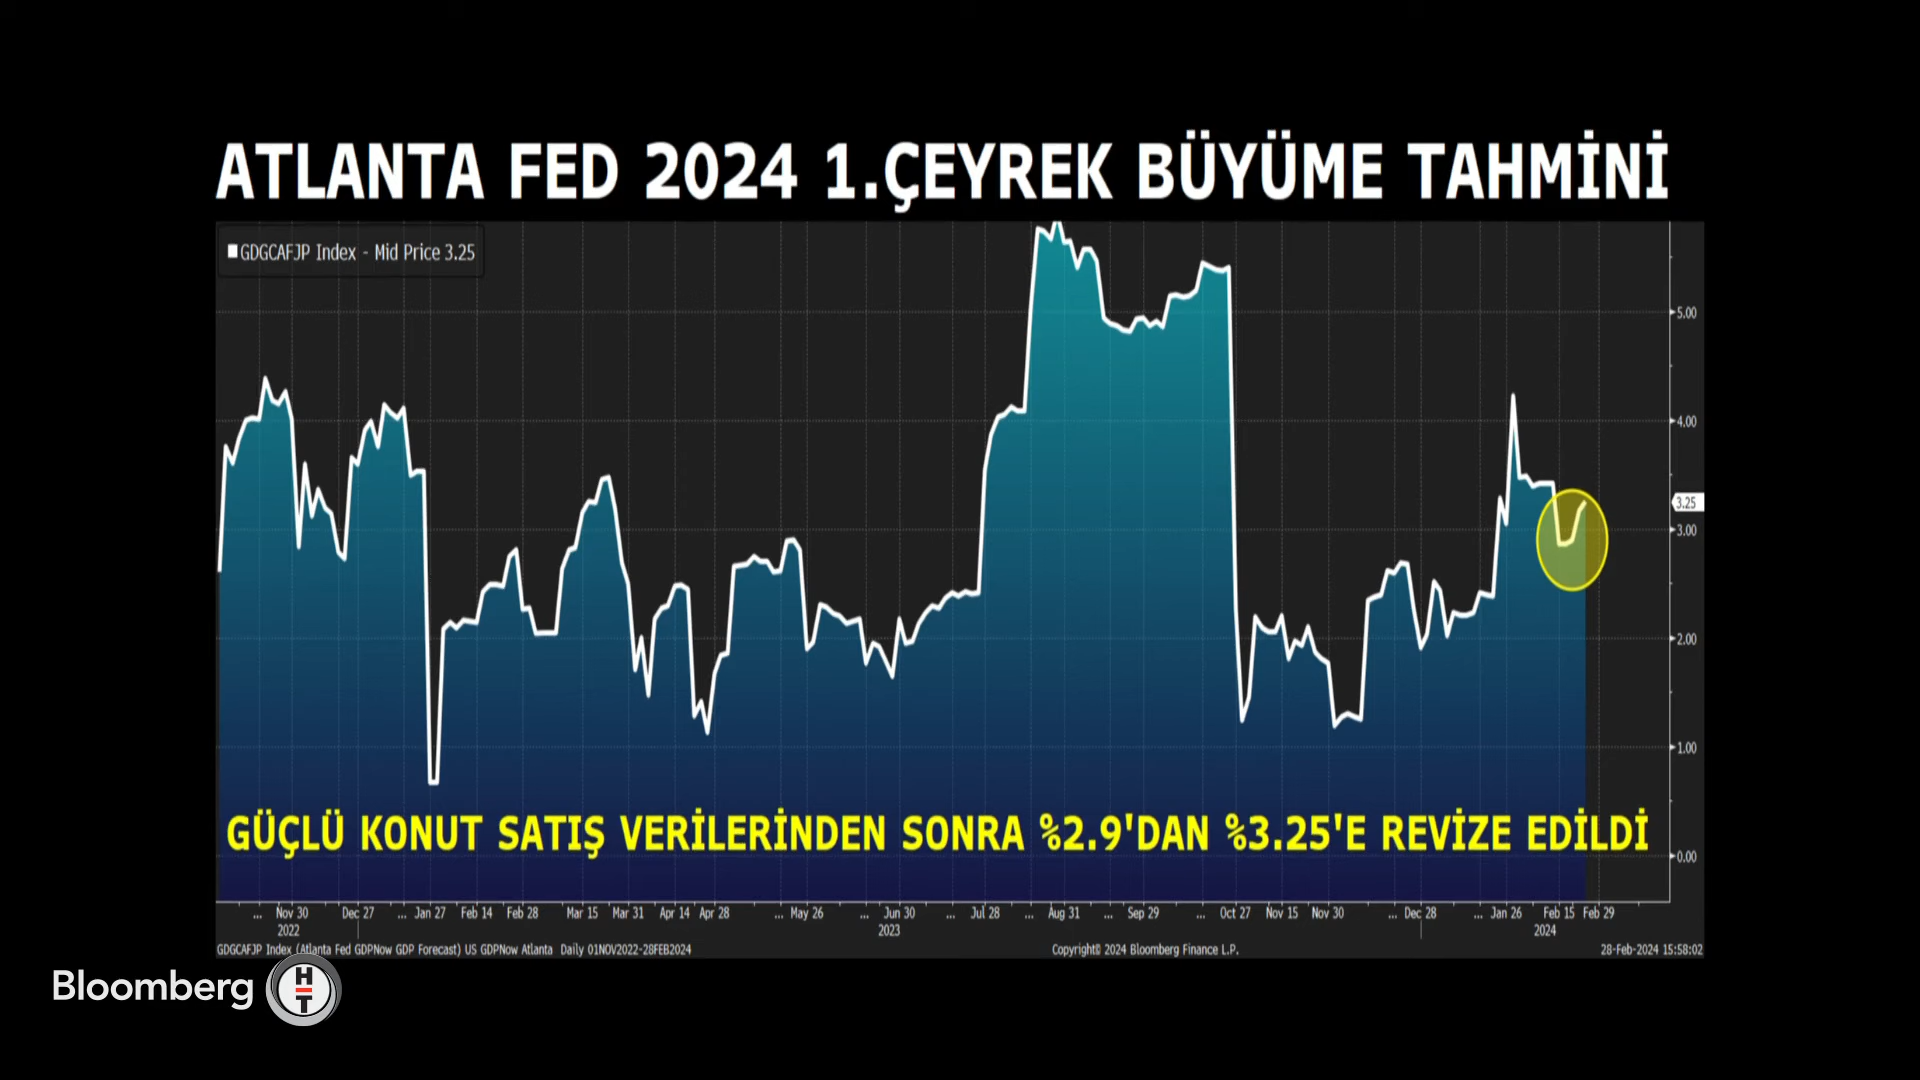 ATLANTA FED 2024 1.ÇEYREK BÜYÜME TAHMİNİ
GDGCAFJP Index - Mid Price 3.25
5.00
4.00
3.25
3.00
2.00
1.00
GÜÇLÜ KONUT SATIŞ VERİLERİNDEN SONRA %2.9'DAN %3.25'E REVİZE EDİLDİ
0.00
... Nov 30 Dec 27 ... Jan 27 Feb 14 Feb 28 Mar 15 Mar 31 Apr 14 Apr 28 ... May 26 ... Jun 30 ... Jul 28 ... Aug 31 ... Sep 29 ... Oct 27 Nov 15 Nov 30 ... Dec 28 ... Jan 26 Feb 15 Feb 29
2022 2023 2024
GDGCAFJP Index (Atlanta Fed GDPNow GDP Forecast) US GDPNow Atlanta Daily 01NOV2022-28FEB2024 Copyright© 2024 Bloomberg Finance L.P. 28-Feb-2024 15:58:02
Bloomberg HT